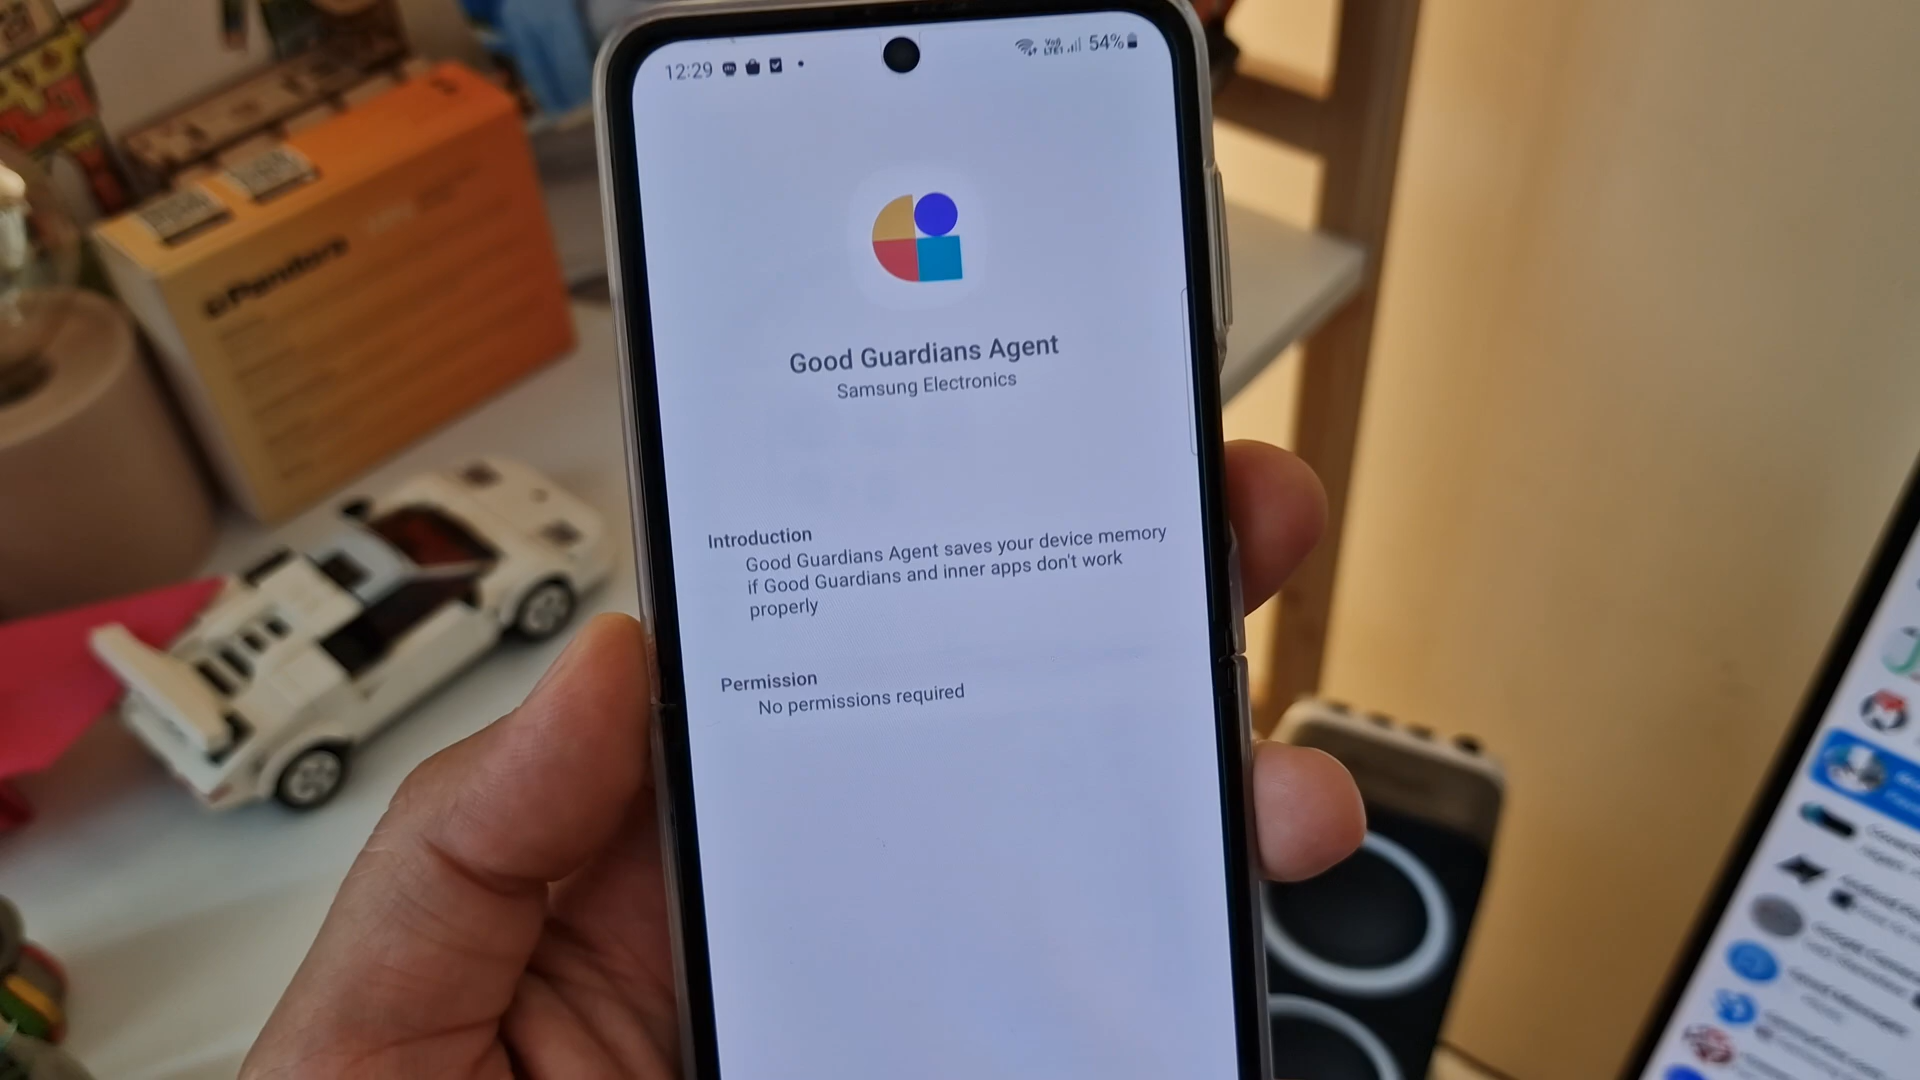 12:29
54%
Good Guardians Agent
Samsung Electronics
Introduction
Good Guardians Agent saves your device memory
if Good Guardians and inner apps don't work
properly
Permission
No permissions required
Pandora